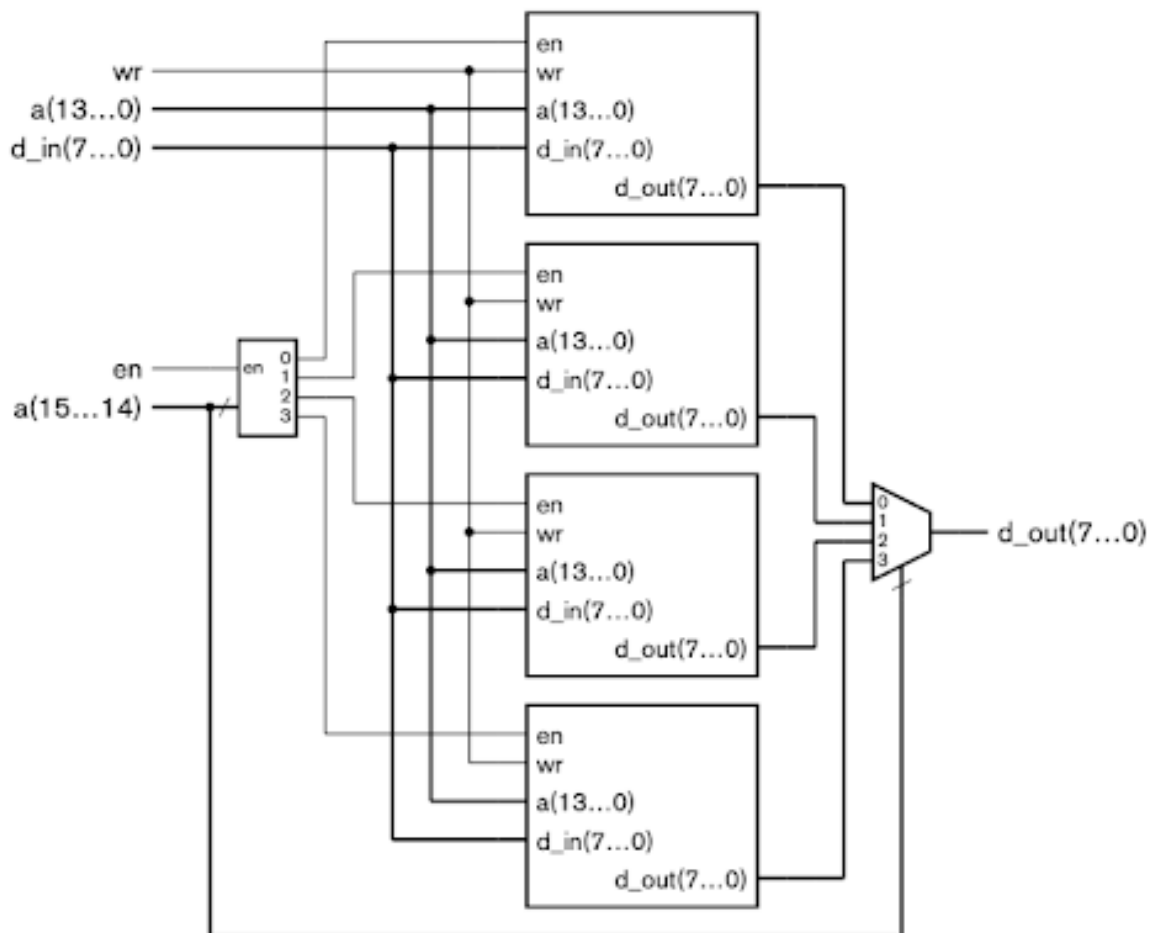 wr
a(13...0)
d_in(7...0)
en
wr
a(13...0)
d_in(7...0)
d_out(7...0)
en
wr
a(13...0)
d_in(7...0)
d_out(7...0)
en
a(15...14)
en
0
1
2
3
en
wr
a(13...0)
d_in(7...0)
d_out(7...0)
0
1
2
3
d_out(7...0)
en
wr
a(13...0)
d_in(7...0)
d_out(7...0)